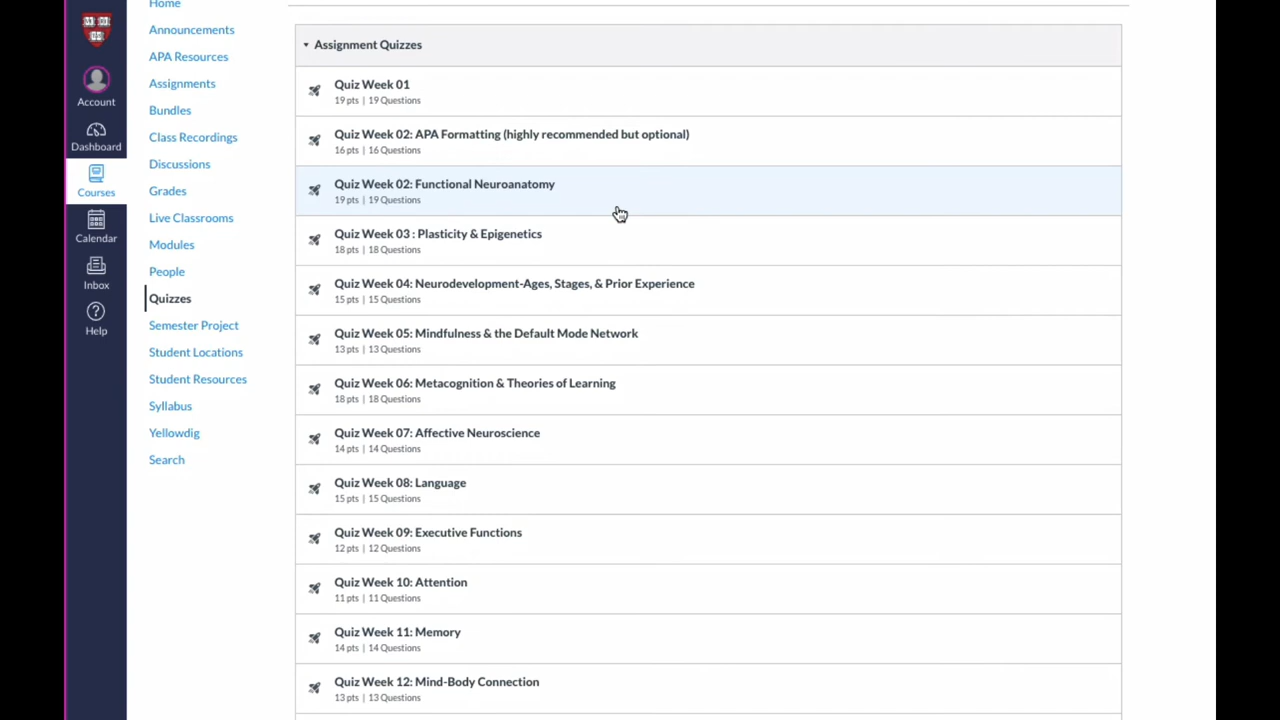 Home
Announcements
APA Resources
Assignments
Bundles
Class Recordings
Discussions
Grades
Live Classrooms
Modules
People
Quizzes
Semester Project
Student Locations
Student Resources
Syllabus
Yellowdig
Search
Account
Dashboard
Courses
Calendar
Inbox
Help
Assignment Quizzes
Quiz Week 01
19 pts | 19 Questions
Quiz Week 02: APA Formatting (highly recommended but optional)
16 pts | 16 Questions
Quiz Week 02: Functional Neuroanatomy
19 pts | 19 Questions
Quiz Week 03 : Plasticity & Epigenetics
18 pts | 18 Questions
Quiz Week 04: Neurodevelopment-Ages, Stages, & Prior Experience
15 pts | 15 Questions
Quiz Week 05: Mindfulness & the Default Mode Network
13 pts | 13 Questions
Quiz Week 06: Metacognition & Theories of Learning
18 pts | 18 Questions
Quiz Week 07: Affective Neuroscience
14 pts | 14 Questions
Quiz Week 08: Language
15 pts | 15 Questions
Quiz Week 09: Executive Functions
12 pts | 12 Questions
Quiz Week 10: Attention
11 pts | 11 Questions
Quiz Week 11: Memory
14 pts | 14 Questions
Quiz Week 12: Mind-Body Connection
13 pts | 13 Questions